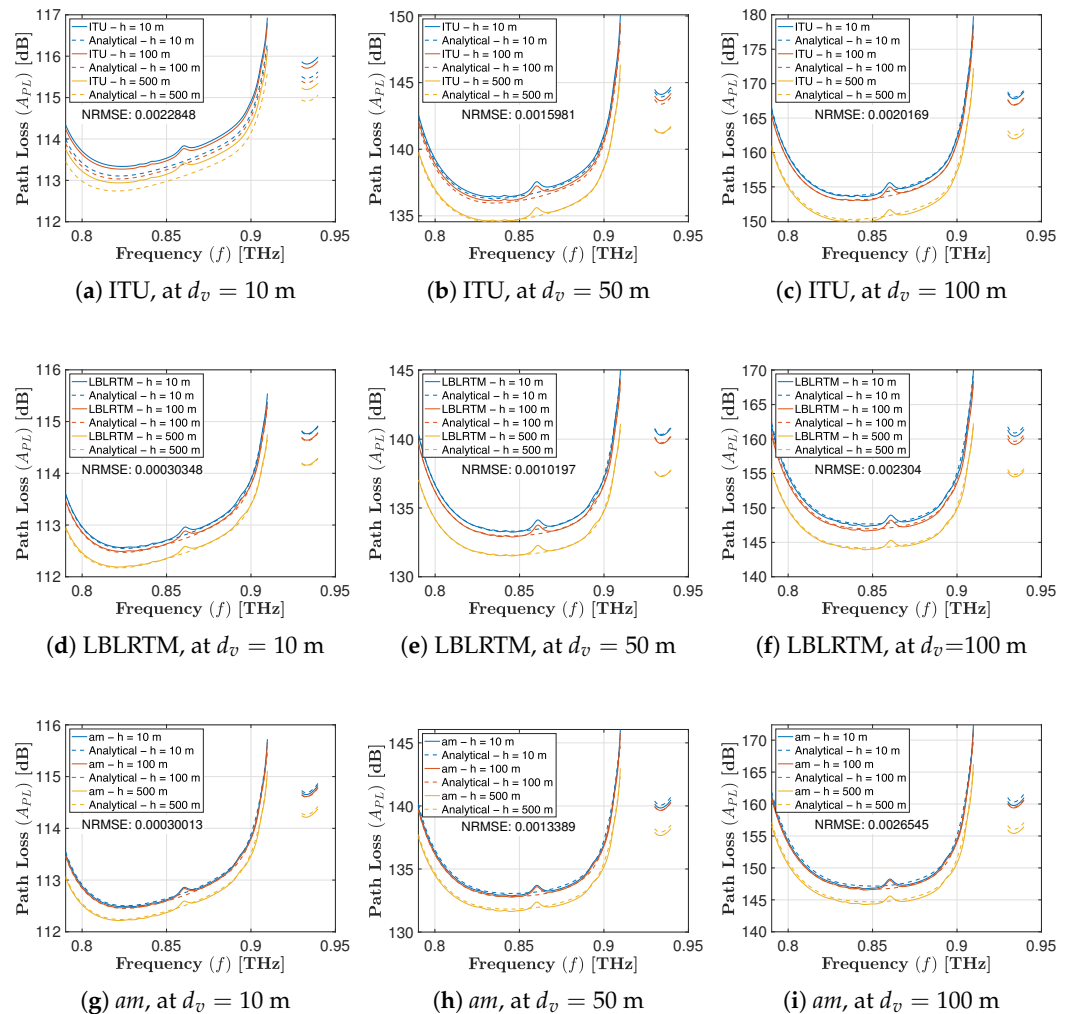 Path Loss (A_PL) [dB]
117
116
115
114
113
112
ITU − h = 10 m
Analytical − h = 10 m
ITU − h = 100 m
Analytical − h = 100 m
ITU − h = 500 m
Analytical − h = 500 m
NRMSE: 0.0022848
0.8 0.85 0.9 0.95
Frequency (f) [THz]
(a) ITU, at d_v = 10 m
Path Loss (A_PL) [dB]
150
145
140
135
ITU − h = 10 m
Analytical − h = 10 m
ITU − h = 100 m
Analytical − h = 100 m
ITU − h = 500 m
Analytical − h = 500 m
NRMSE: 0.0015981
0.8 0.85 0.9 0.95
Frequency (f) [THz]
(b) ITU, at d_v = 50 m
Path Loss (A_PL) [dB]
180
175
170
165
160
155
150
ITU − h = 10 m
Analytical − h = 10 m
ITU − h = 100 m
Analytical − h = 100 m
ITU − h = 500 m
Analytical − h = 500 m
NRMSE: 0.0020169
0.8 0.85 0.9 0.95
Frequency (f) [THz]
(c) ITU, at d_v = 100 m
Path Loss (A_PL) [dB]
116
115
114
113
112
LBLRTM − h = 10 m
Analytical − h = 10 m
LBLRTM − h = 100 m
Analytical − h = 100 m
LBLRTM − h = 500 m
Analytical − h = 500 m
NRMSE: 0.00030348
0.8 0.85 0.9 0.95
Frequency (f) [THz]
(d) LBLRTM, at d_v = 10 m
Path Loss (A_PL) [dB]
145
140
135
130
LBLRTM − h = 10 m
Analytical − h = 10 m
LBLRTM − h = 100 m
Analytical − h = 100 m
LBLRTM − h = 500 m
Analytical − h = 500 m
NRMSE: 0.0010197
0.8 0.85 0.9 0.95
Frequency (f) [THz]
(e) LBLRTM, at d_v = 50 m
Path Loss (A_PL) [dB]
170
165
160
155
150
145
140
LBLRTM − h = 10 m
Analytical − h = 10 m
LBLRTM − h = 100 m
Analytical − h = 100 m
LBLRTM − h = 500 m
Analytical − h = 500 m
NRMSE: 0.002304
0.8 0.85 0.9 0.95
Frequency (f) [THz]
(f) LBLRTM, at d_v=100 m
Path Loss (A_PL) [dB]
116
115
114
113
112
am − h = 10 m
Analytical − h = 10 m
am − h = 100 m
Analytical − h = 100 m
am − h = 500 m
Analytical − h = 500 m
NRMSE: 0.00030013
0.8 0.85 0.9 0.95
Frequency (f) [THz]
(g) am, at d_v = 10 m
Path Loss (A_PL) [dB]
145
140
135
130
am − h = 10 m
Analytical − h = 10 m
am − h = 100 m
Analytical − h = 100 m
am − h = 500 m
Analytical − h = 500 m
NRMSE: 0.0013389
0.8 0.85 0.9 0.95
Frequency (f) [THz]
(h) am, at d_v = 50 m
Path Loss (A_PL) [dB]
170
165
160
155
150
145
140
am − h = 10 m
Analytical − h = 10 m
am − h = 100 m
Analytical − h = 100 m
am − h = 500 m
Analytical − h = 500 m
NRMSE: 0.0026545
0.8 0.85 0.9 0.95
Frequency (f) [THz]
(i) am, at d_v = 100 m